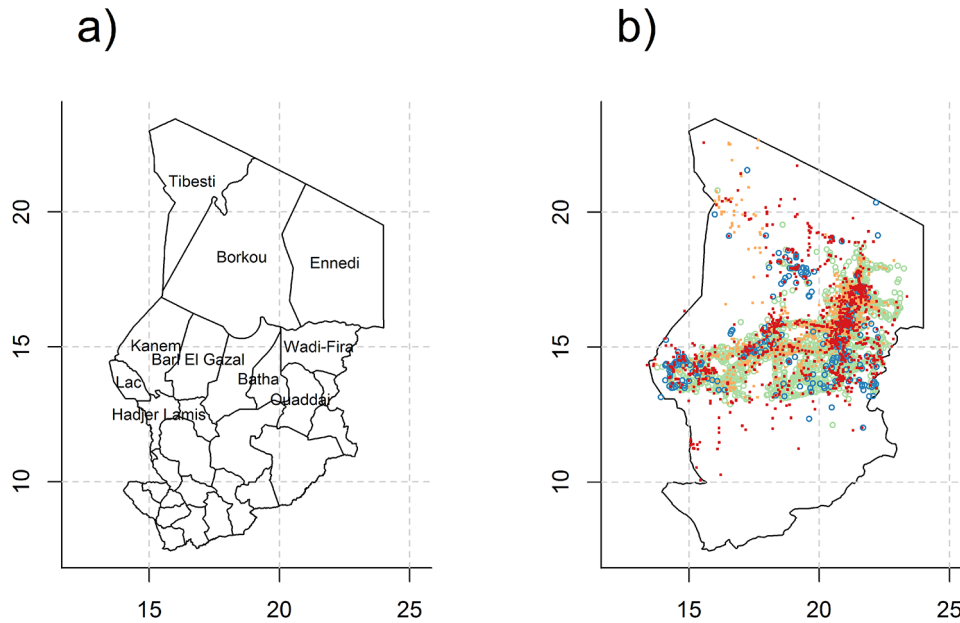 a)
b)
Tibesti
Borkou
Ennedi
Kanem
Barl El Gazal
Wadi-Fira
Lac
Batha
Ouaddai
Hadjer Lamis
20
15
10
15
20
25
20
15
10
15
20
25